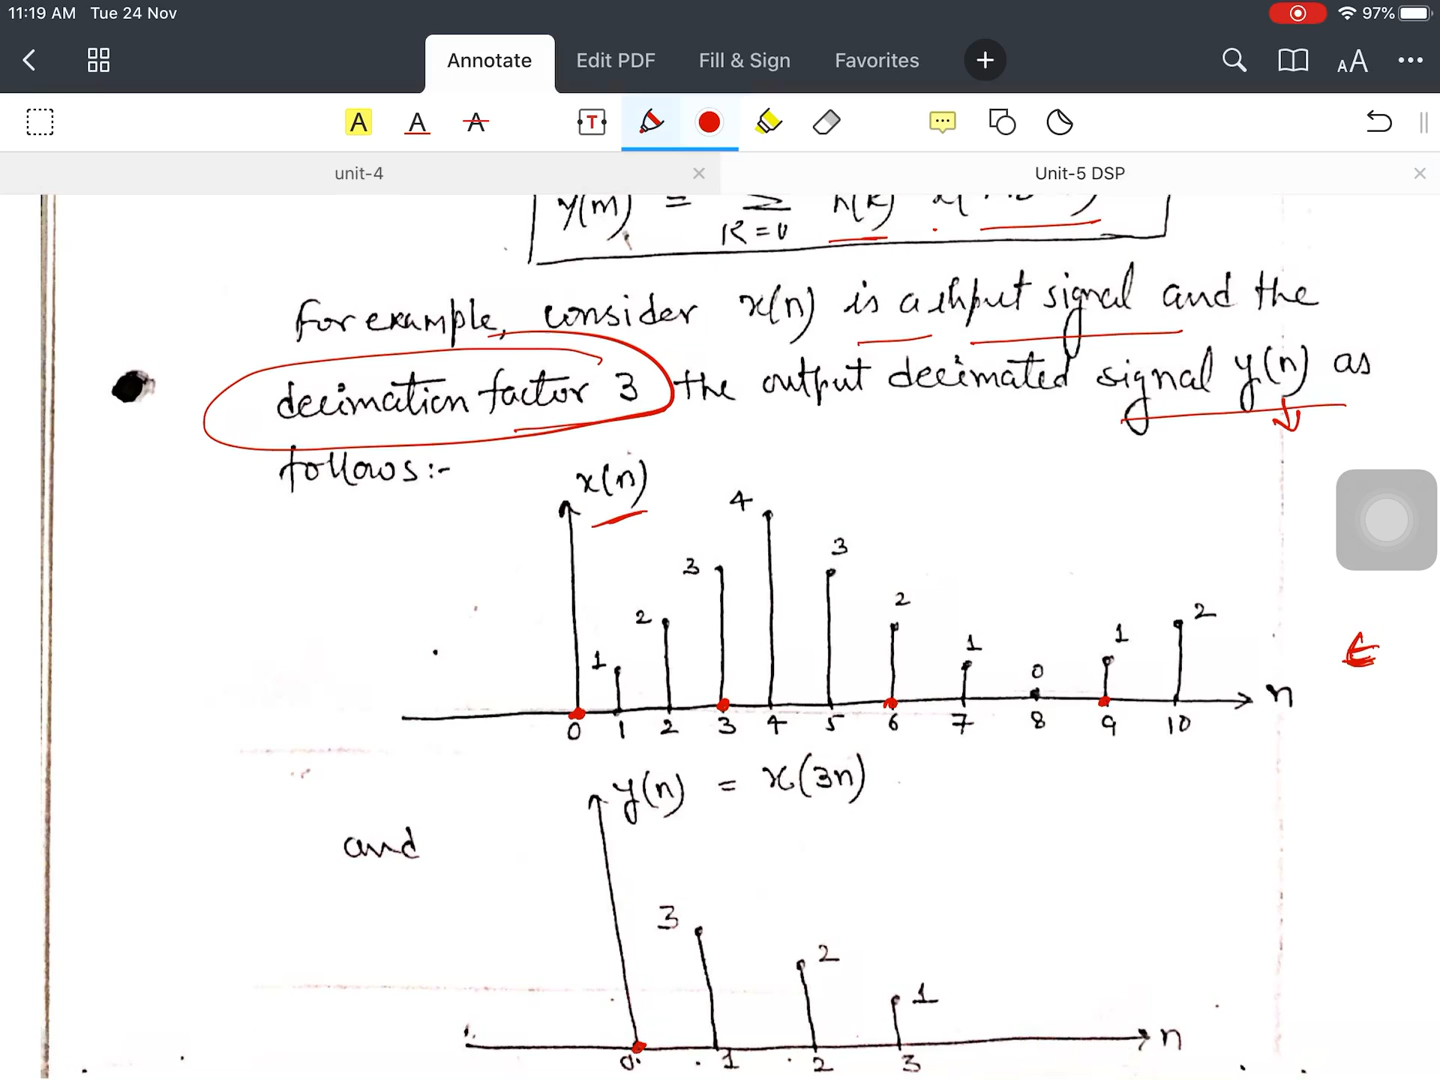 11:19 AM Tue 24 Nov
97%
Annotate Edit PDF Fill & Sign Favorites
A A A T AA
unit-4 Unit-5 DSP
y(m) = Σ h(k)
K=0
For example, consider x(n) is a input signal and the
decimation factor 3 the output decimated signal y(n) as
follows:-
x(n)
1 2 3 4 3 2 1 0 1 2
0 1 2 3 4 5 6 7 8 9 10 n
y(n) = x(3n)
and
3 2 1
0 1 2 3 n